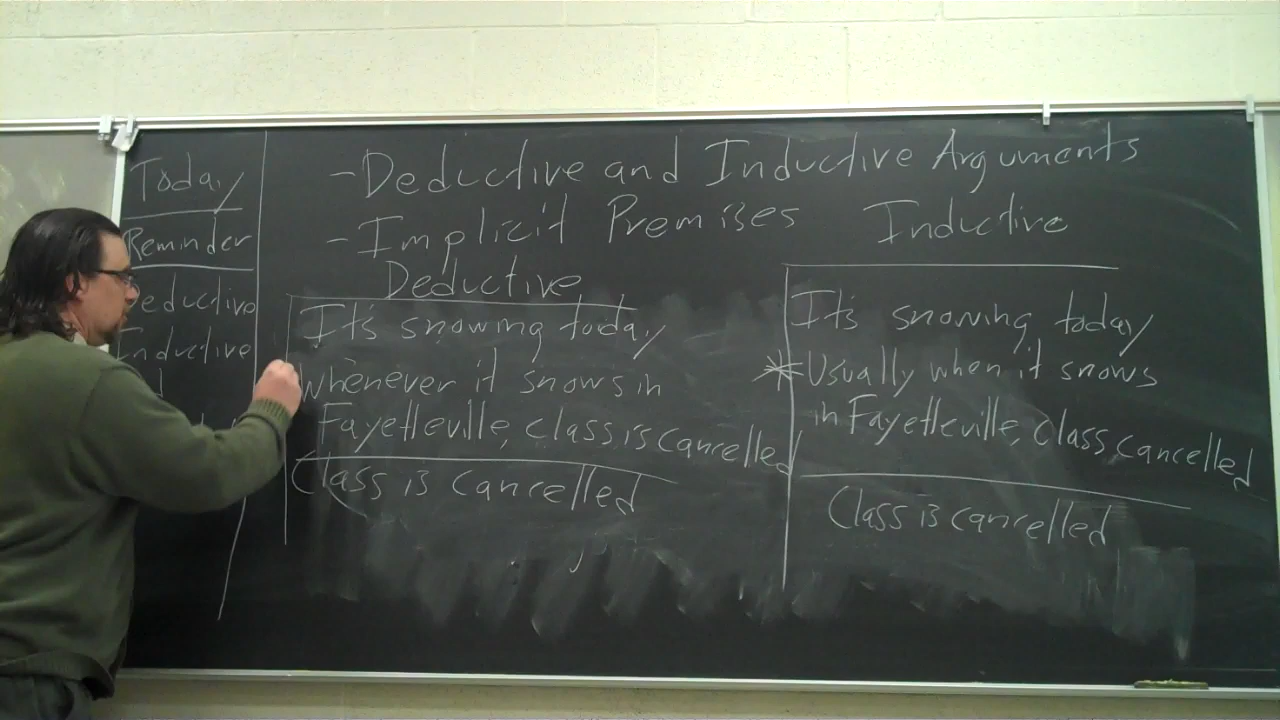 Today
Reminder
Inductive
- Deductive and Inductive Arguments
- Implicit Premises
Deductive
It's snowing today
whenever it snows in
Fayetteville, class is cancelled
Class is cancelled
Inductive
It's snowing today
* Usually when it snows
in Fayetteville, class cancelled
Class is cancelled